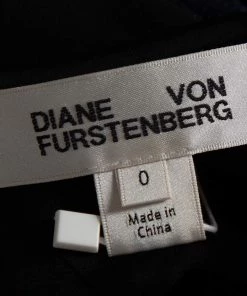 DIANE VON
FURSTENBERG
0
Made in
China